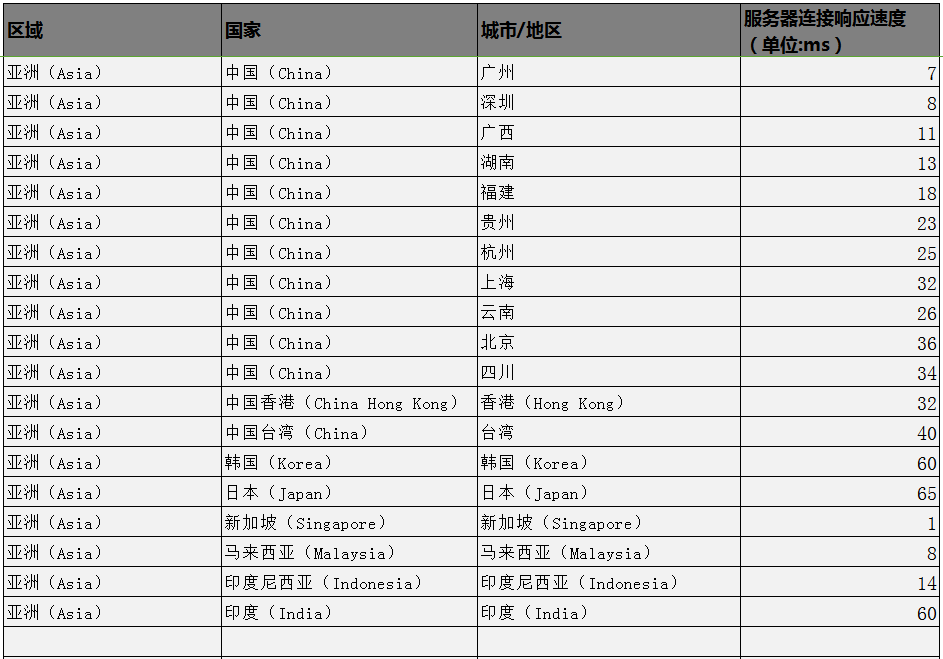 区域 国家 城市/地区 服务器连接响应速度
（单位:ms）
亚洲（Asia） 中国（China） 广州 7
亚洲（Asia） 中国（China） 深圳 8
亚洲（Asia） 中国（China） 广西 11
亚洲（Asia） 中国（China） 湖南 13
亚洲（Asia） 中国（China） 福建 18
亚洲（Asia） 中国（China） 贵州 23
亚洲（Asia） 中国（China） 杭州 25
亚洲（Asia） 中国（China） 上海 32
亚洲（Asia） 中国（China） 云南 26
亚洲（Asia） 中国（China） 北京 36
亚洲（Asia） 中国（China） 四川 34
亚洲（Asia） 中国香港（China Hong Kong） 香港（Hong Kong） 32
亚洲（Asia） 中国台湾（China） 台湾 40
亚洲（Asia） 韩国（Korea） 韩国（Korea） 60
亚洲（Asia） 日本（Japan） 日本（Japan） 65
亚洲（Asia） 新加坡（Singapore） 新加坡（Singapore） 1
亚洲（Asia） 马来西亚（Malaysia） 马来西亚（Malaysia） 8
亚洲（Asia） 印度尼西亚（Indonesia） 印度尼西亚（Indonesia） 14
亚洲（Asia） 印度（India） 印度（India） 60